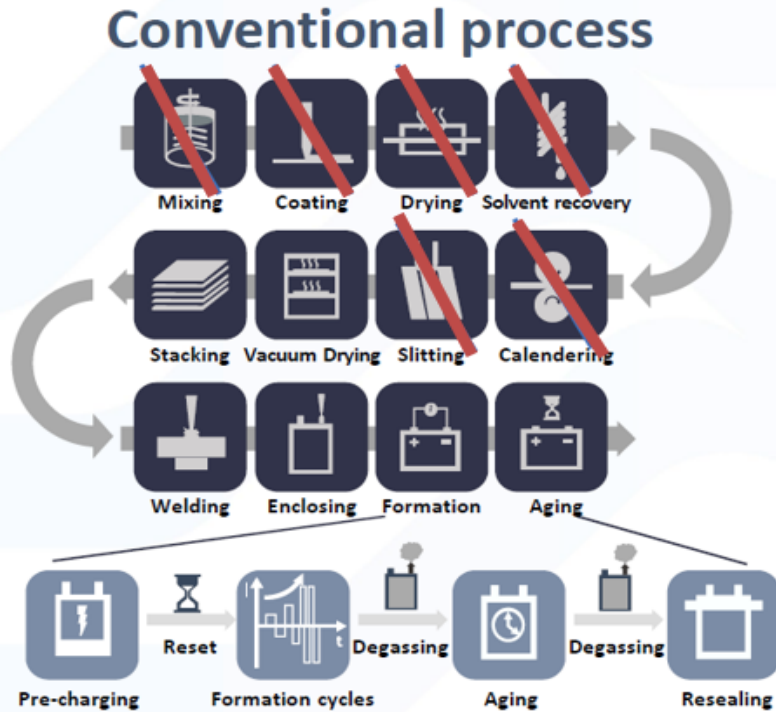 Conventional process
Mixing
Coating
Drying
Solvent recovery
Stacking
Vacuum Drying
Slitting
Calendering
Welding
Enclosing
Formation
Aging
I
t
Reset
Degassing
Degassing
Pre-charging
Formation cycles
Aging
Resealing